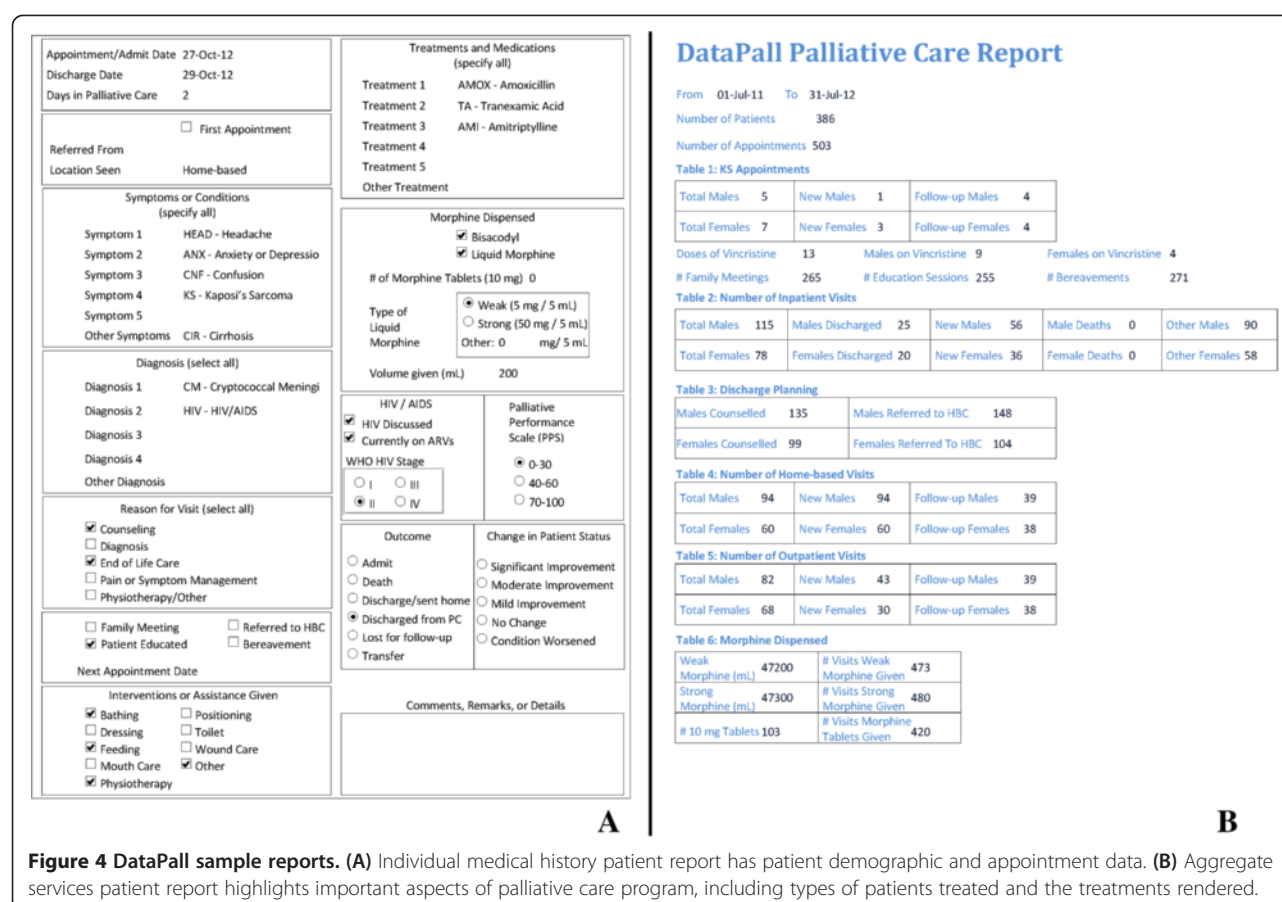 Appointment/Admit Date 27-Oct-12
Discharge Date 29-Oct-12
Days in Palliative Care 2
First Appointment
Referred From
Location Seen Home-based
Symptoms or Conditions
(specify all)
Symptom 1 HEAD - Headache
Symptom 2 ANX - Anxiety or Depressio
Symptom 3 CNF - Confusion
Symptom 4 KS - Kaposi's Sarcoma
Symptom 5
Other Symptoms CIR - Cirrhosis
Diagnosis (select all)
Diagnosis 1 CM - Cryptococcal Meningi
Diagnosis 2 HIV - HIV/AIDS
Diagnosis 3
Diagnosis 4
Other Diagnosis
Reason for Visit (select all)
Counseling
Diagnosis
End of Life Care
Pain or Symptom Management
Physiotherapy/Other
Family Meeting Referred to HBC
Patient Educated Bereavement
Next Appointment Date
Interventions or Assistance Given
Bathing Positioning
Dressing Toilet
Feeding Wound Care
Mouth Care Other
Physiotherapy
Treatments and Medications
(specify all)
Treatment 1 AMOX - Amoxicillin
Treatment 2 TA - Tranexamic Acid
Treatment 3 AMI - Amitriptylline
Treatment 4
Treatment 5
Other Treatment
Morphine Dispensed
Bisacodyl
Liquid Morphine
# of Morphine Tablets (10 mg) 0
Type of Liquid Morphine
Weak (5 mg / 5 mL)
Strong (50 mg / 5 mL)
Other: 0 mg/ 5 mL
Volume given (mL) 200
HIV / AIDS
HIV Discussed
Currently on ARVs
WHO HIV Stage
I III
II IV
Palliative
Performance
Scale (PPS)
0-30
40-60
70-100
Outcome
Admit
Death
Discharge/sent home
Discharged from PC
Lost for follow-up
Transfer
Change in Patient Status
Significant Improvement
Moderate Improvement
Mild Improvement
No Change
Condition Worsened
Comments, Remarks, or Details
A
DataPall Palliative Care Report
From 01-Jul-11 To 31-Jul-12
Number of Patients 386
Number of Appointments 503
Table 1: KS Appointments
Total Males 5 New Males 1 Follow-up Males 4
Total Females 7 New Females 3 Follow-up Females 4
Doses of Vincristine 13 Males on Vincristine 9 Females on Vincristine 4
# Family Meetings 265 # Education Sessions 255 # Bereavements 271
Table 2: Number of Inpatient Visits
Total Males 115 Males Discharged 25 New Males 56 Male Deaths 0 Other Males 90
Total Females 78 Females Discharged 20 New Females 36 Female Deaths 0 Other Females 58
Table 3: Discharge Planning
Males Counselled 135 Males Referred to HBC 148
Females Counselled 99 Females Referred To HBC 104
Table 4: Number of Home-based Visits
Total Males 94 New Males 94 Follow-up Males 39
Total Females 60 New Females 60 Follow-up Females 38
Table 5: Number of Outpatient Visits
Total Males 82 New Males 43 Follow-up Males 39
Total Females 68 New Females 30 Follow-up Females 38
Table 6: Morphine Dispensed
Weak Morphine (mL) 47200 # Visits Weak Morphine Given 473
Strong Morphine (mL) 47300 # Visits Strong Morphine Given 480
# 10 mg Tablets 103 # Visits Morphine Tablets Given 420
B
Figure 4 DataPall sample reports. (A) Individual medical history patient report has patient demographic and appointment data. (B) Aggregate
services patient report highlights important aspects of palliative care program, including types of patients treated and the treatments rendered.